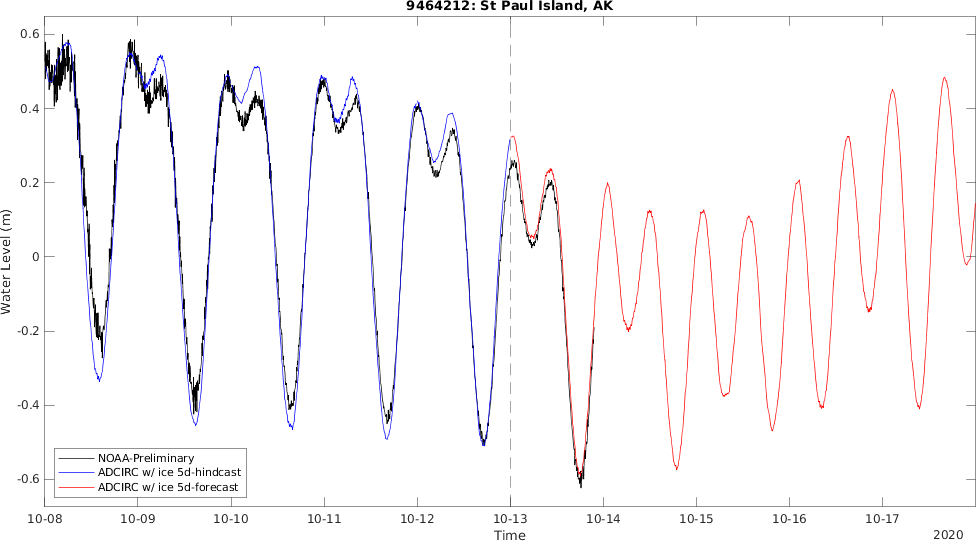 9464212: St Paul Island, AK
Water Level (m)
0.6
0.4
0.2
0
-0.2
-0.4
-0.6
NOAA-Preliminary
ADCIRC w/ ice 5d-hindcast
ADCIRC w/ ice 5d-forecast
10-08 10-09 10-10 10-11 10-12 10-13 10-14 10-15 10-16 10-17
Time
2020